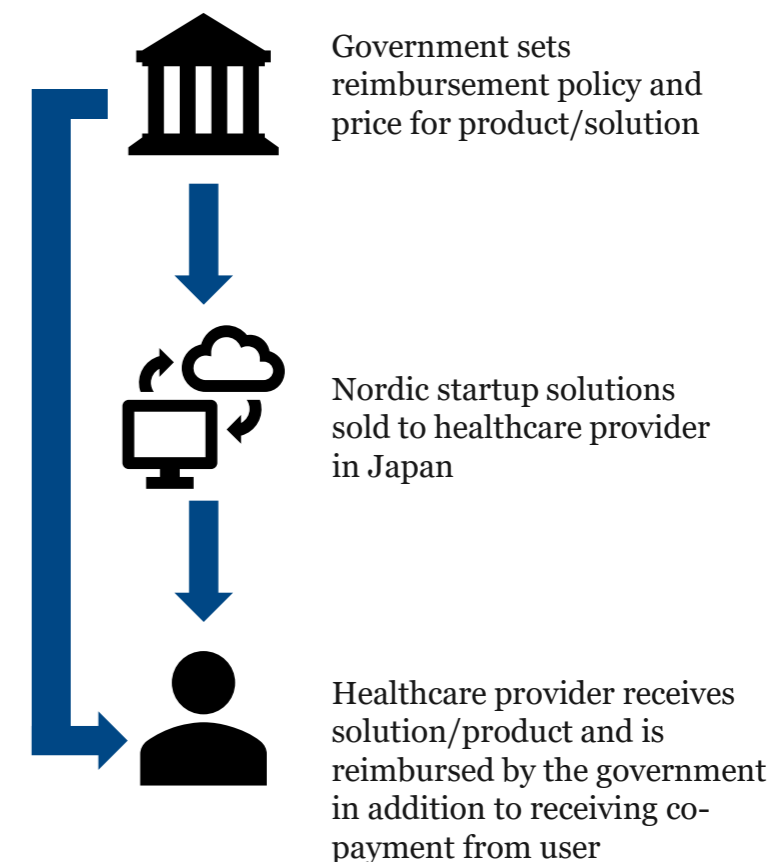 Government sets
reimbursement policy and
price for product/solution
Nordic startup solutions
sold to healthcare provider
in Japan
Healthcare provider receives
solution/product and is
reimbursed by the government
in addition to receiving co-
payment from user